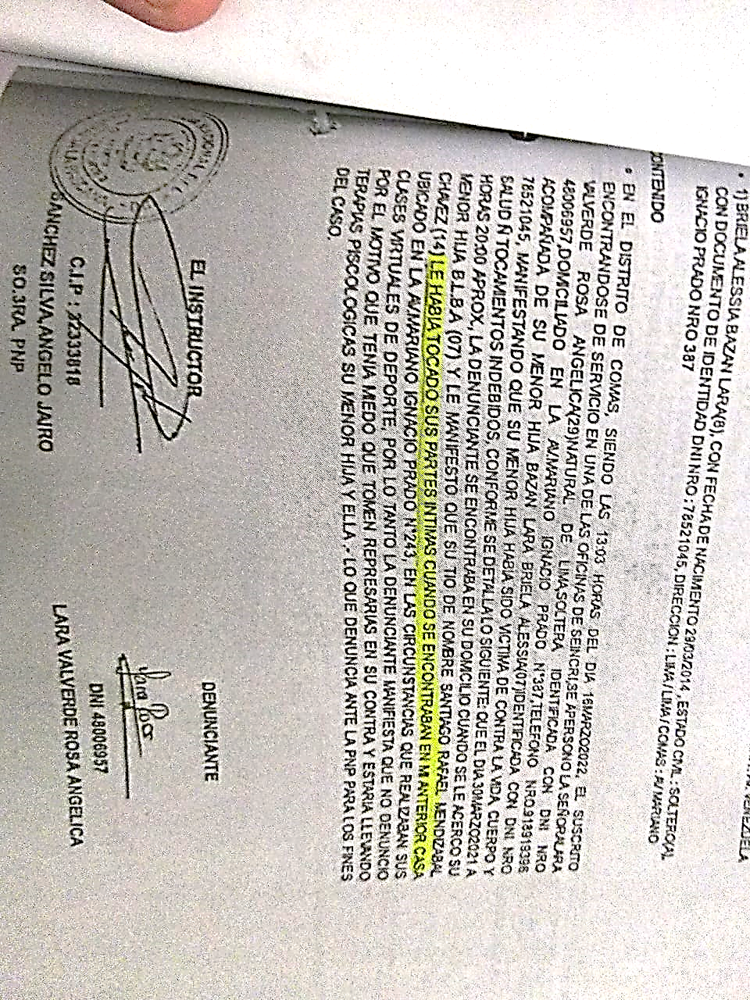 • 1) BRIELA ALESSIA BAZAN LARA(8), CON FECHA DE NACIMIENTO 29/03/2014, ESTADO CIVIL : SOLTERO(A),
CON DOCUMENTO DE IDENTIDAD DNI NRO : 78521045, DIRECCION : LIMA / LIMA / COMAS : AV MARIANO
IGNACIO PRADO NRO 387
CONTENIDO
• EN EL DISTRITO DE COMAS, SIENDO LAS 13:03 HORAS DEL DIA 16MARZO2022, EL SUSCRITO
ENCONTRANDOSE DE SERVICIO EN UNA DE LAS OFICINAS DE SEINCRI,SE APERSONO LA SEÑORALARA
VALVERDE ROSA ANGELICA(29)NATURAL DE LIMA,SOLTERA IDENTIFICADA CON DNI NRO
48006957,DOMCILIADO EN LA AV.MARIANO IGNACIO PRADO N°387,TELEFONO NRO.918919396
ACOMPAÑADA DE SU MENOR HIJA BAZAN LARA BRIELA ALESSIA(07)IDENTIFICADA CON DNI. NRO
78521045, MANIFESTANDO QUE SU MENOR HIJA HABIA SIDO VICTIMA DE CONTRA LA VIDA CUERPO Y
SALUD Ñ TOCAMIENTOS INDEBIDOS, CONFORME SE DETALLA LO SIGUIENTE: QUE EL DIA 30MARZO2021 A
HORAS 20:00 APROX, LA DENUNCIANTE SE ENCONTRABA EN SU DOMICILIO CUANDO SE LE ACERCO SU
MENOR HIJA B.L.B.A (07) Y LE MANIFESTO QUE SU TIO DE NOMBRE SANTIAGO RAFAEL MENDIZABAL
CHAVEZ (14) LE HABIA TOCADO SUS PARTES INTIMAS CUANDO SE ENCONTRABAN EN MI ANTERIOR CASA
UBICADO EN LA AV.MARIANO IGNACIO PRADO N°243, EN LAS CIRCUNSTANCIAS QUE REALIZABAN SUS
CLASES VIRTUALES DE DEPORTE, POR LO TANTO LA DENUNCIANTE MANIFIESTA QUE NO DENUNCIO
POR EL MOTIVO QUE TENIA MEDO QUE TOMEN REPRESARIAS EN SU CONTRA Y ESTARIA LLEVANDO
TERAPIAS PISCOLOGICAS SU MENOR HIJA Y ELLA.- LO QUE DENUNCIA ANTE LA PNP PARA LOS FINES
DEL CASO.
EL INSTRUCTOR
DENUNCIANTE
C.I.P : 32333618
DNI 48006957
SANCHEZ SILVA,ANGELO JAIRO
LARA VALVERDE ROSA ANGELICA
SO.3RA. PNP